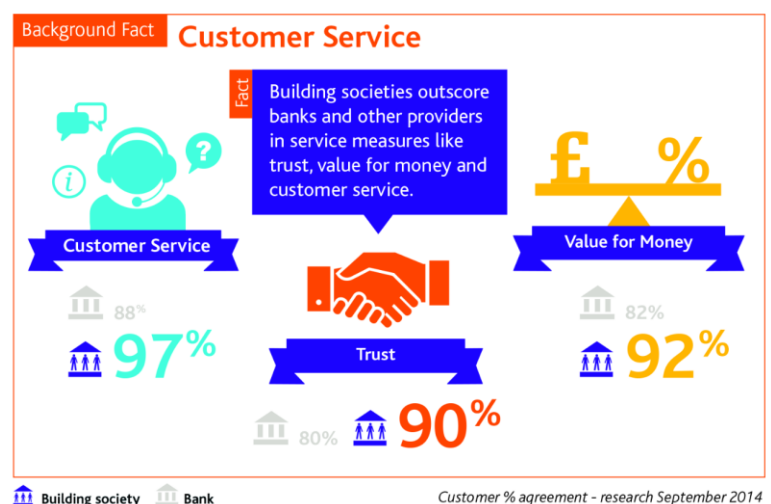 Background Fact
Customer Service
Fact
Building societies outscore
banks and other providers
in service measures like
trust, value for money and
customer service.
?
i
£ %
Customer Service
88%
97%
Trust
80%
90%
Value for Money
82%
92%
Building society
Bank
Customer % agreement - research September 2014